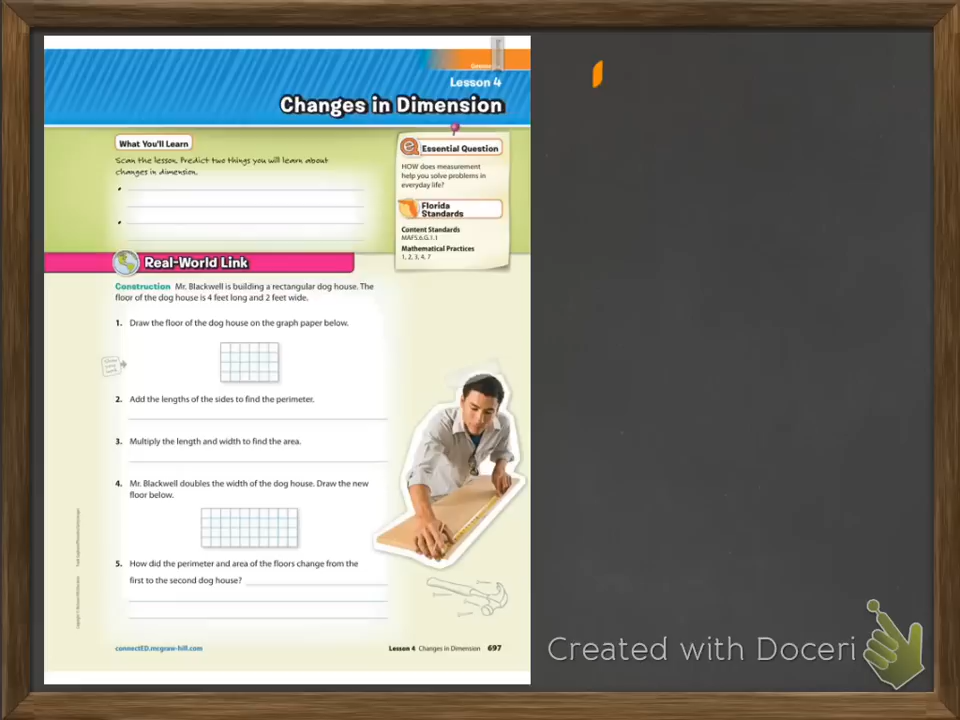 Lesson 4
Changes in Dimension
What You'll Learn
Scan the lesson. Predict two things you will learn about
changes in dimension.
Essential Question
HOW does measurement
help you solve problems in
everyday life?
Florida
Standards
Content Standards
MAFS.6.G.1.1
Mathematical Practices
1, 2, 3, 4, 7
Real-World Link
Construction Mr. Blackwell is building a rectangular dog house. The
floor of the dog house is 4 feet long and 2 feet wide.
1. Draw the floor of the dog house on the graph paper below.
2. Add the lengths of the sides to find the perimeter.
3. Multiply the length and width to find the area.
4. Mr. Blackwell doubles the width of the dog house. Draw the new
floor below.
5. How did the perimeter and area of the floors change from the
first to the second dog house?
connectED.mcgraw-hill.com
Lesson 4 Changes in Dimension 697
Created with Doceri